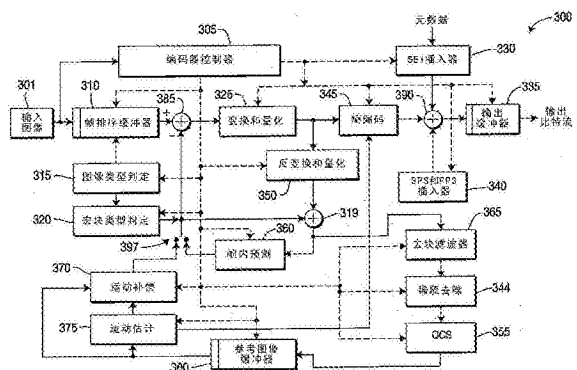 300
305
编码器控制器
元数据
330
SEI插入器
301
输入
图像
310
帧排序缓冲器
385
325
变换和量化
345
熵编码
390
335
输出
缓冲器
输出
比特流
315
图像类型判定
反变换和量化
350
SPS和PPS
插入器
340
320
宏块类型判定
319
397
360
帧内预测
365
去块滤波器
370
运动补偿
344
375
运动估计
355
380
参考图像
缓冲器